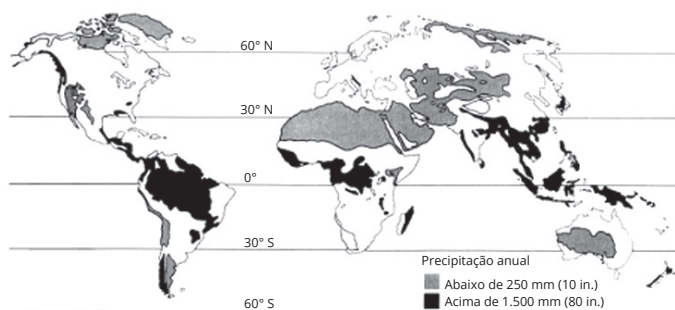 60° N
30° N
0°
30° S
60° S
Precipitação anual
Abaixo de 250 mm (10 in.)
Acima de 1.500 mm (80 in.)